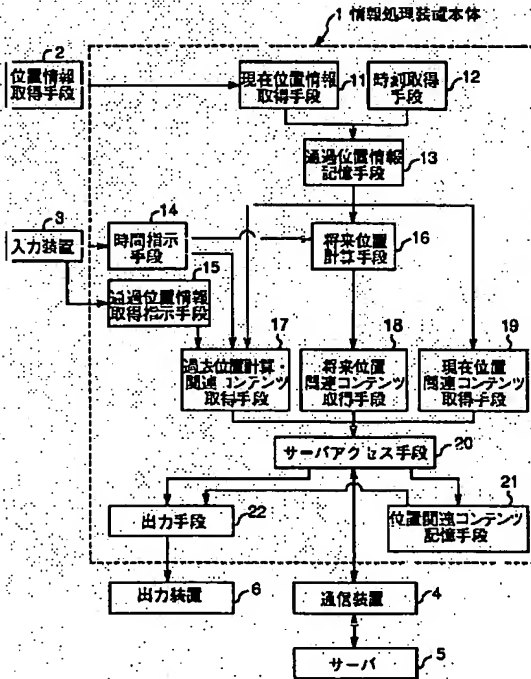 1 情報処理装置本体
2
位置情報
取得手段
現在位置情報
取得手段
11
時刻取得
手段
12
通過位置情報
記憶手段
13
3
入力装置
14
時間指示
手段
将来位置
計算手段
16
15
通過位置情報
取得指示手段
17
過去位置計算・
関連コンテンツ
取得手段
18
将来位置
関連コンテンツ
取得手段
19
現在位置
関連コンテンツ
取得手段
サーバアクセス手段
20
出力手段
22
21
位置関連コンテンツ
記憶手段
出力装置
6
通信装置
4
サーバ
5